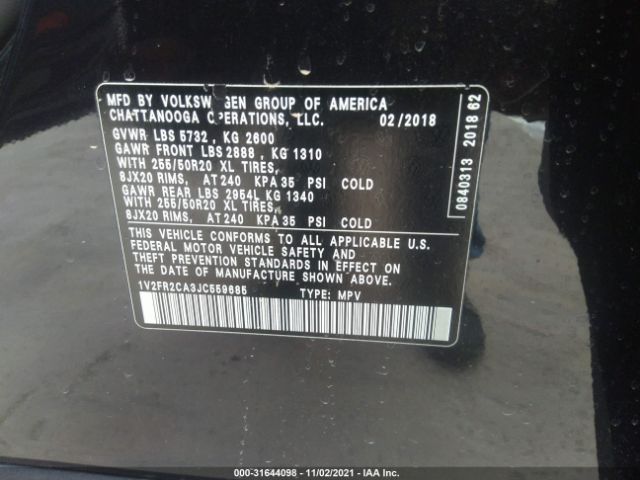 MFD BY VOLKSWAGEN GROUP OF AMERICA
CHATTANOOGA OPERATIONS, LLC. 02/2018
GVWR LBS 5732 , KG 2600
GAWR FRONT LBS 2888 , KG 1310
WITH 255/50R20 XL TIRES,
8JX20 RIMS, AT 240 KPA 35 PSI COLD
GAWR REAR LBS 2954, KG 1340
WITH 255/50R20 XL TIRES,
8JX20 RIMS, AT 240 KPA 35 PSI COLD
THIS VEHICLE CONFORMS TO ALL APPLICABLE U.S.
FEDERAL MOTOR VEHICLE SAFETY AND
THEFT PREVENTION STANDARDS IN EFFECT
ON THE DATE OF MANUFACTURE SHOWN ABOVE.
1V2FR2CA3JC559685 TYPE: MPV
0840313 2018 62
000-31644098 - 11/02/2021 - IAA Inc.